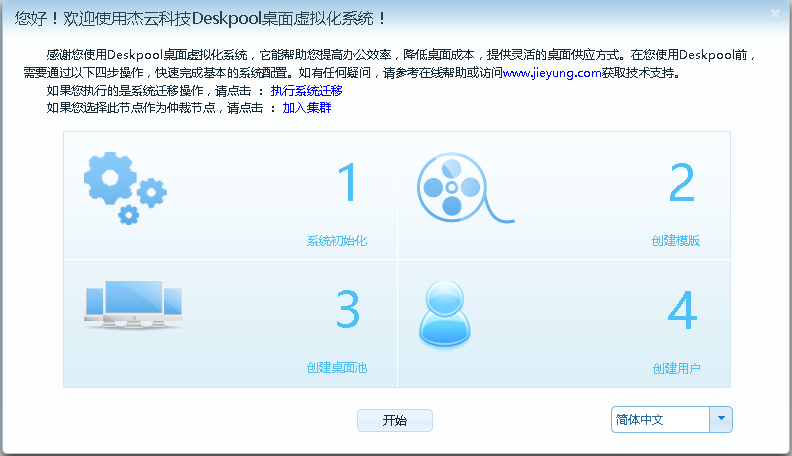 您好！欢迎使用杰云科技Deskpool桌面虚拟化系统！
感谢您使用Deskpool桌面虚拟化系统，它能帮助您提高办公效率，降低桌面成本，提供灵活的桌面供应方式。在您使用Deskpool前，
需要通过以下四步操作，快速完成基本的系统配置。如有任何疑问，请参考在线帮助或访问www.jieyung.com获取技术支持。
如果您执行的是系统迁移操作，请点击 ： 执行系统迁移
如果您选择此节点作为仲裁节点，请点击 ： 加入集群
1
系统初始化
2
创建模版
3
创建桌面池
4
创建用户
开始
简体中文